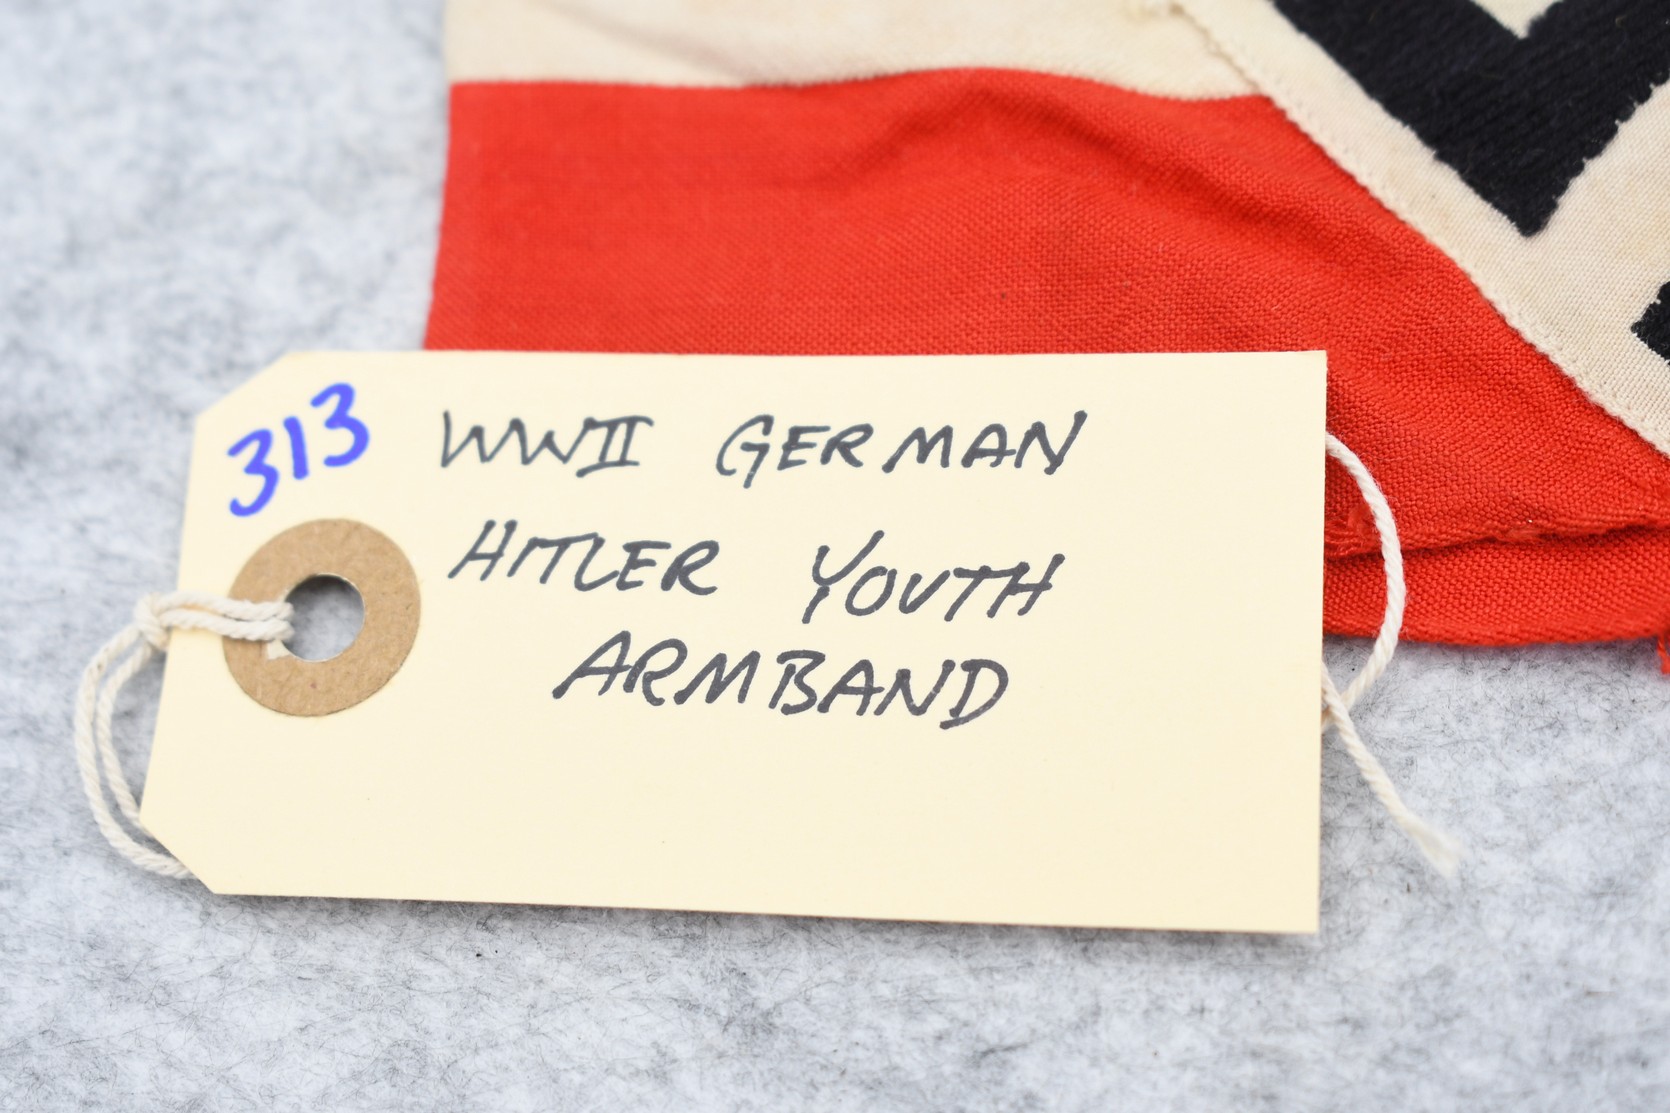 313
WWII GERMAN
HITLER YOUTH
ARMBAND